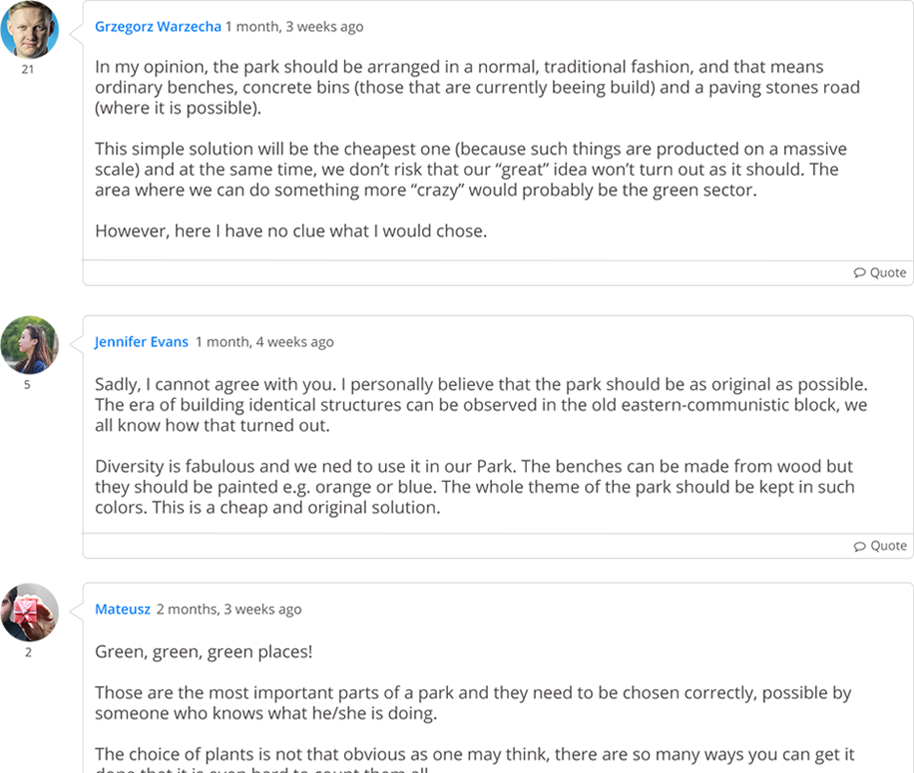 Grzegorz Warzecha 1 month, 3 weeks ago
21
In my opinion, the park should be arranged in a normal, traditional fashion, and that means
ordinary benches, concrete bins (those that are currently beeing build) and a paving stones road
(where it is possible).
This simple solution will be the cheapest one (because such things are producted on a massive
scale) and at the same time, we don’t risk that our “great” idea won’t turn out as it should. The
area where we can do something more “crazy” would probably be the green sector.
However, here I have no clue what I would chose.
Quote
Jennifer Evans 1 month, 4 weeks ago
5
Sadly, I cannot agree with you. I personally believe that the park should be as original as possible.
The era of building identical structures can be observed in the old eastern-communistic block, we
all know how that turned out.
Diversity is fabulous and we ned to use it in our Park. The benches can be made from wood but
they should be painted e.g. orange or blue. The whole theme of the park should be kept in such
colors. This is a cheap and original solution.
Quote
Mateusz 2 months, 3 weeks ago
2
Green, green, green places!
Those are the most important parts of a park and they need to be chosen correctly, possible by
someone who knows what he/she is doing.
The choice of plants is not that obvious as one may think, there are so many ways you can get it
done that it is even hard to count them all